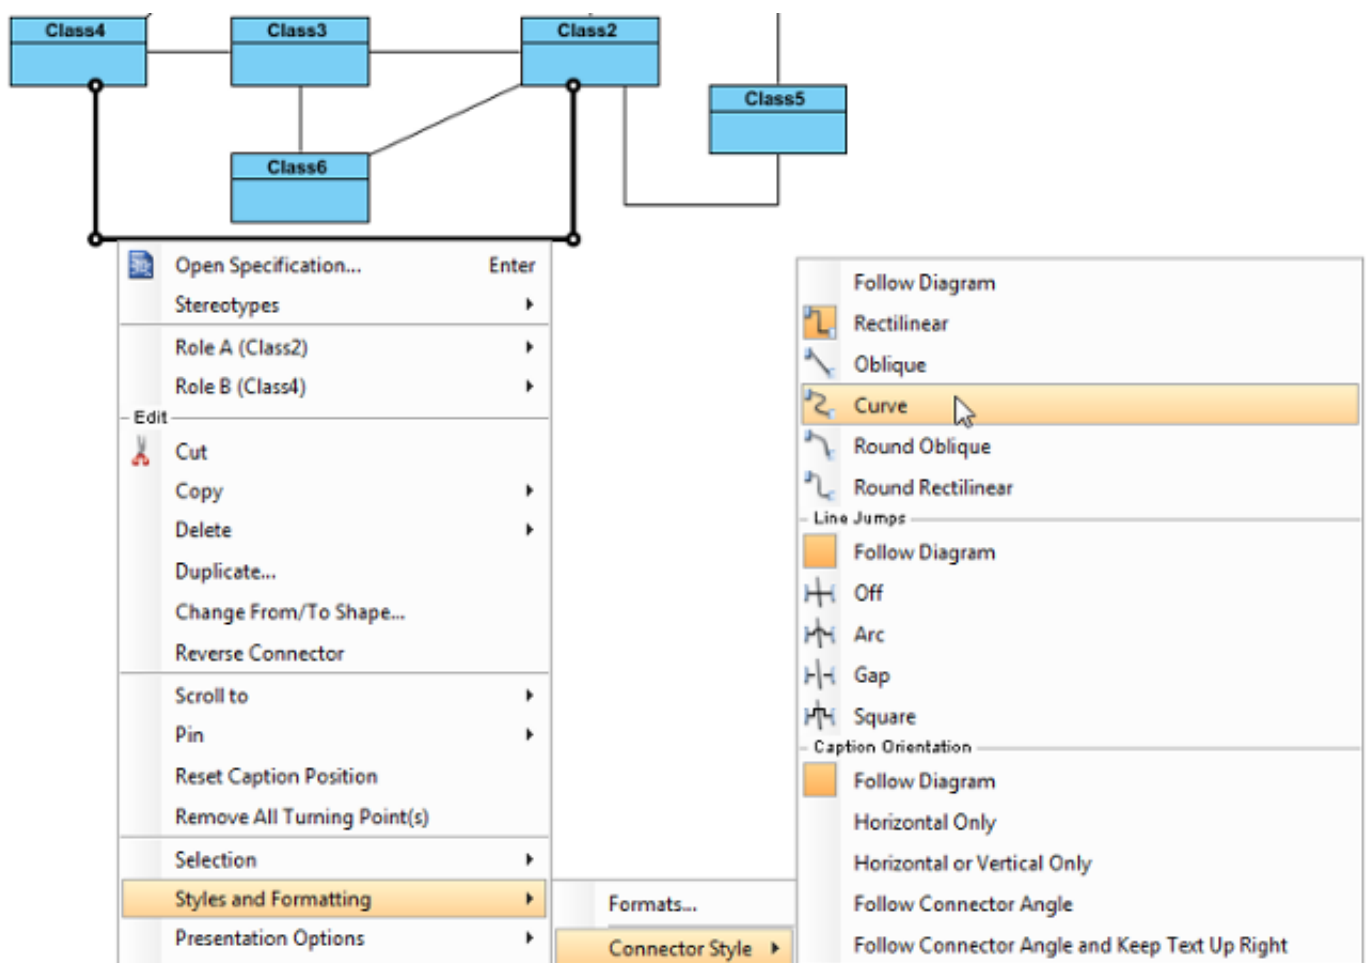 Class4
Class3
Class2
Class5
Class6
Open Specification... Enter
Stereotypes
Role A (Class2)
Role B (Class4)
Edit
Cut
Copy
Delete
Duplicate...
Change From/To Shape...
Reverse Connector
Scroll to
Pin
Reset Caption Position
Remove All Turning Point(s)
Selection
Styles and Formatting
Presentation Options
Formats...
Connector Style
Follow Diagram
Rectilinear
Oblique
Curve
Round Oblique
Round Rectilinear
Line Jumps
Follow Diagram
Off
Arc
Gap
Square
Caption Orientation
Follow Diagram
Horizontal Only
Horizontal or Vertical Only
Follow Connector Angle
Follow Connector Angle and Keep Text Up Right